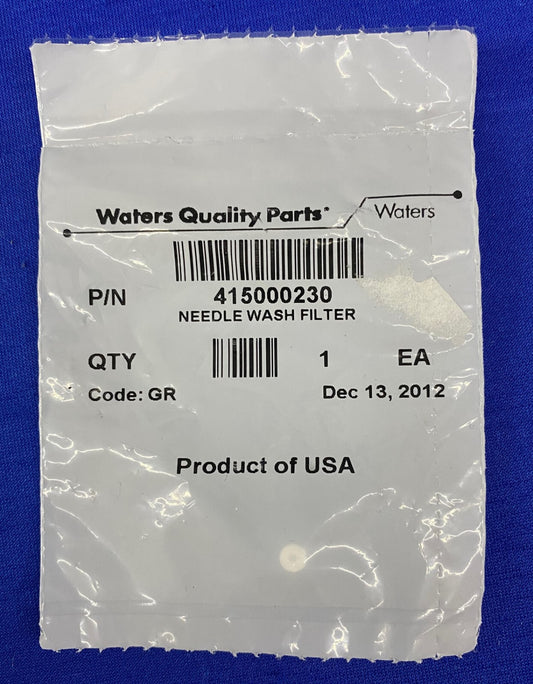 Waters Quality Parts®
Waters
P/N 415000230
NEEDLE WASH FILTER
QTY 1 EA
Code: GR Dec 13, 2012
Product of USA